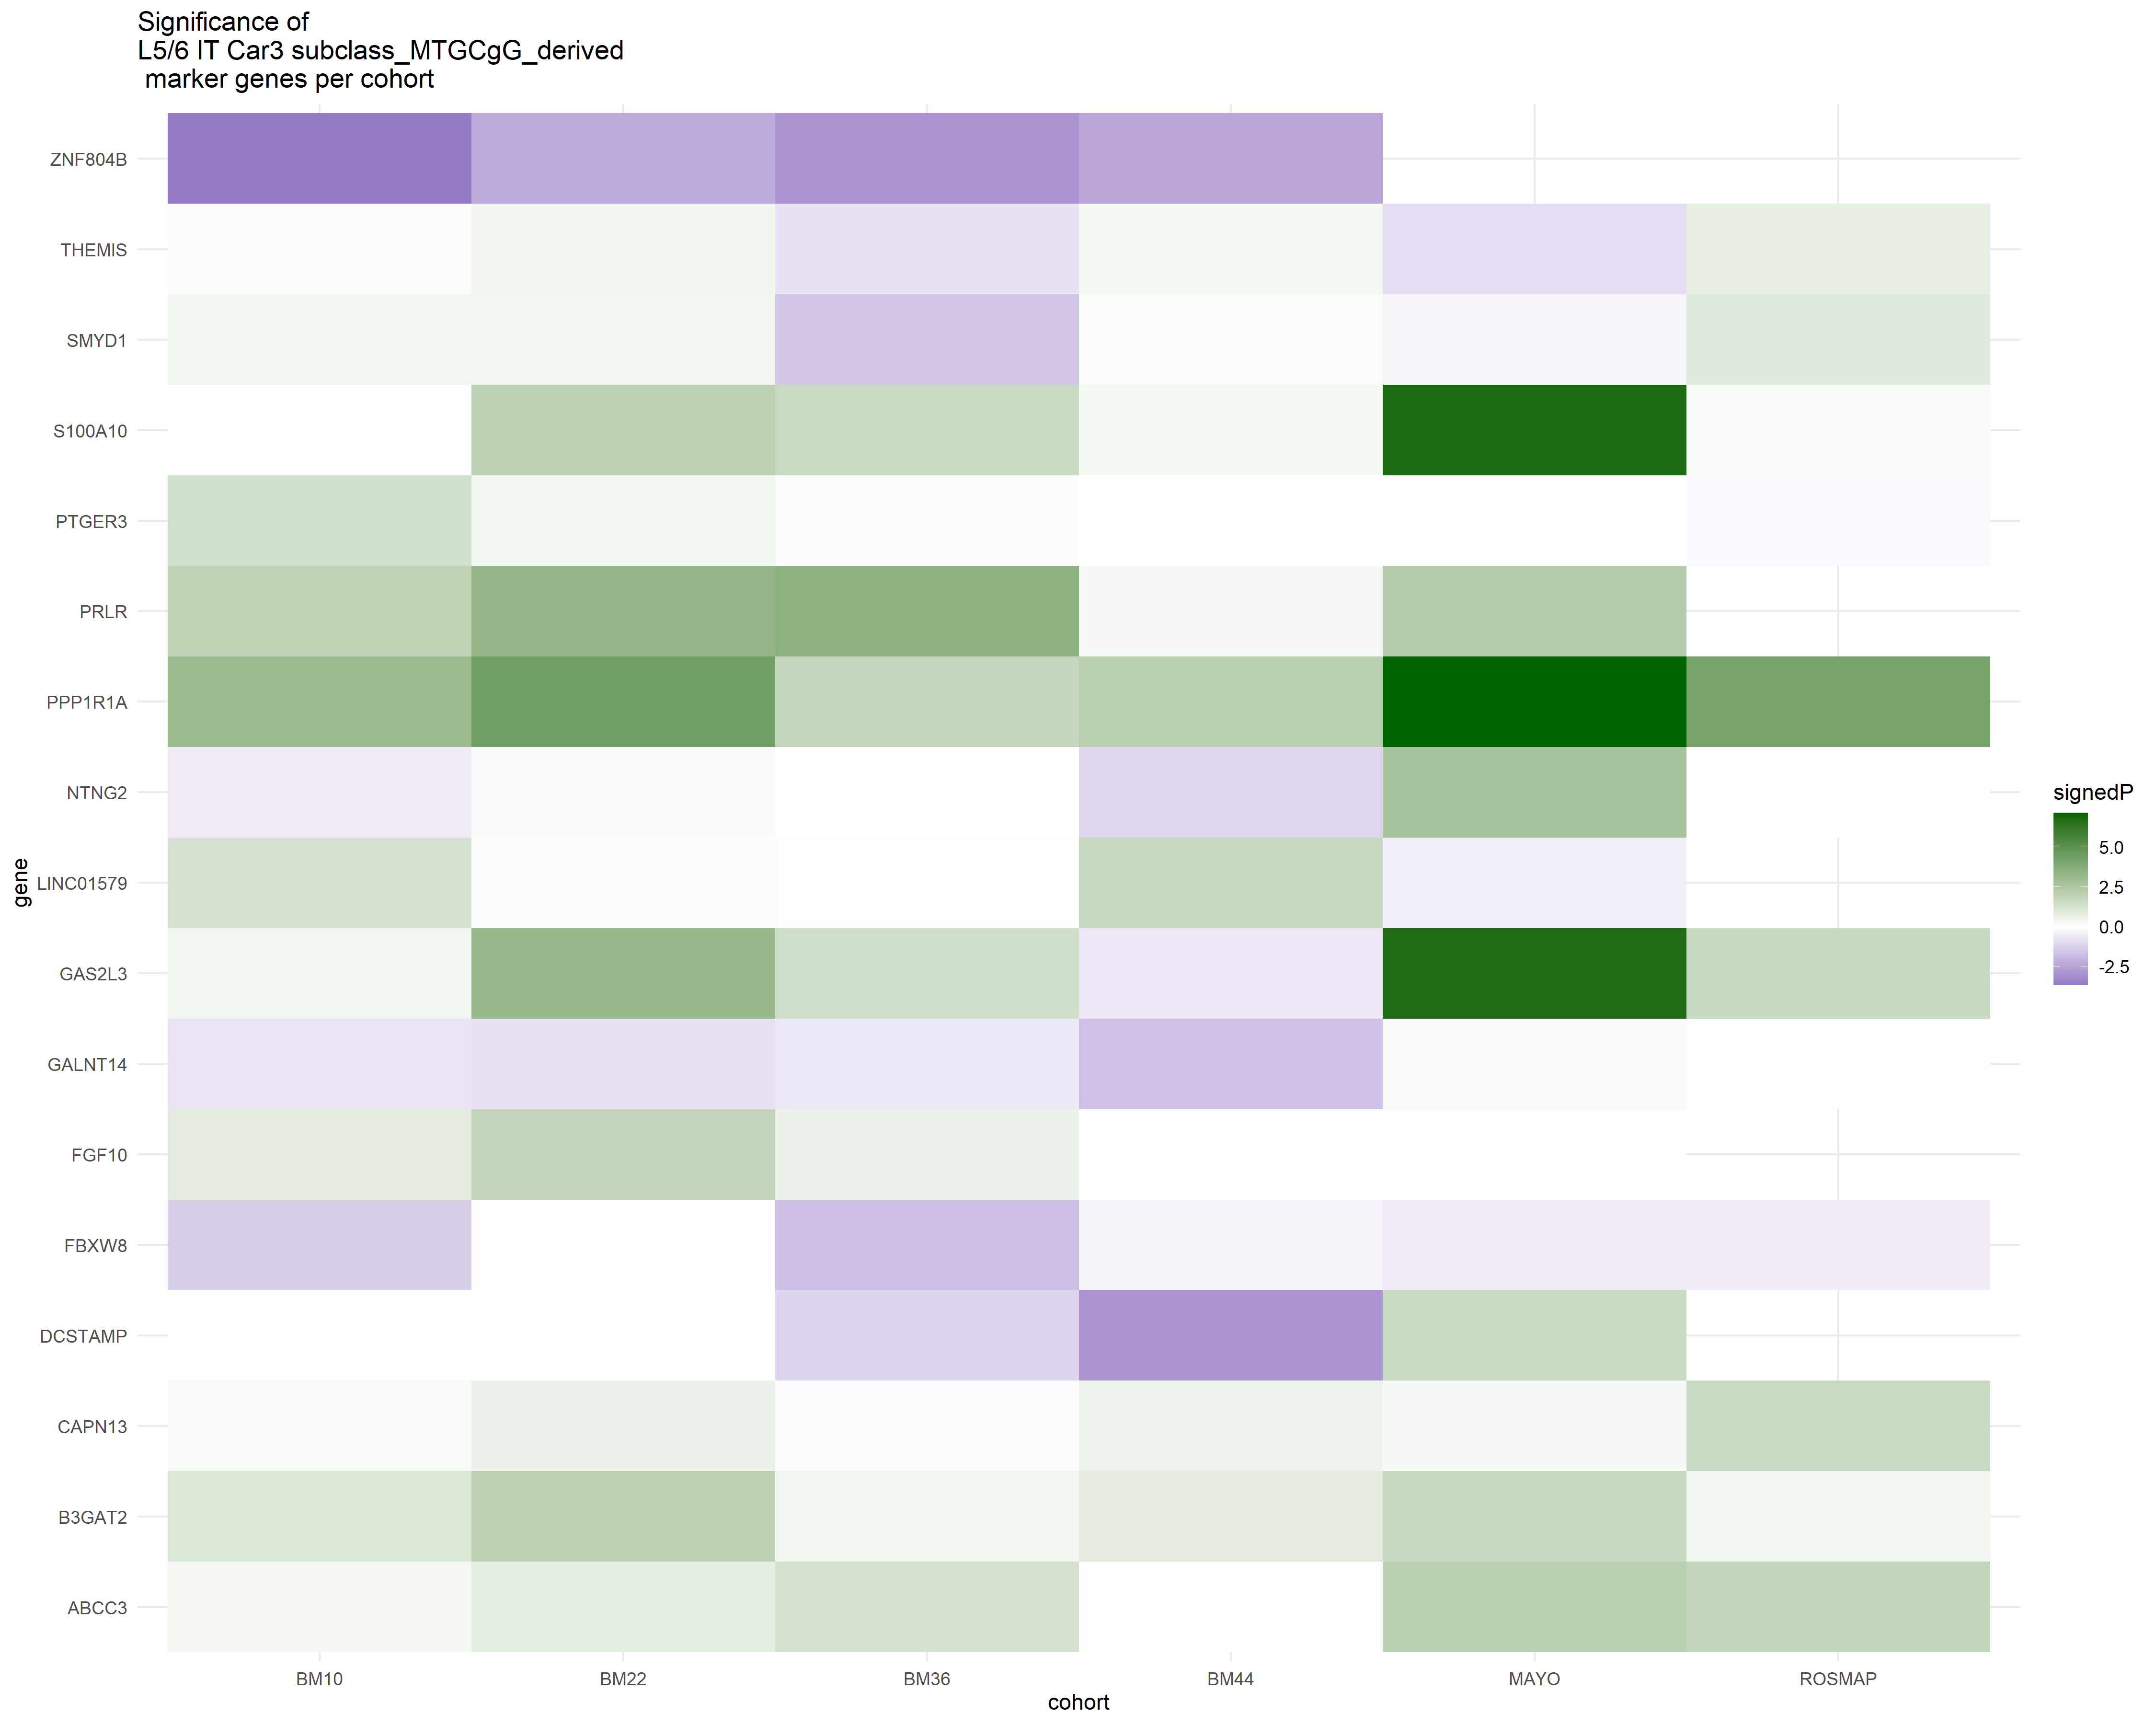 Significance of
L5/6 IT Car3 subclass_MTGCgG_derived
marker genes per cohort
ZNF804B
THEMIS
SMYD1
S100A10
PTGER3
PRLR
PPP1R1A
NTNG2
LINC01579
GAS2L3
GALNT14
FGF10
FBXW8
DCSTAMP
CAPN13
B3GAT2
ABCC3
gene
BM10 BM22 BM36 BM44 MAYO ROSMAP
cohort
signedP
5.0
2.5
0.0
-2.5